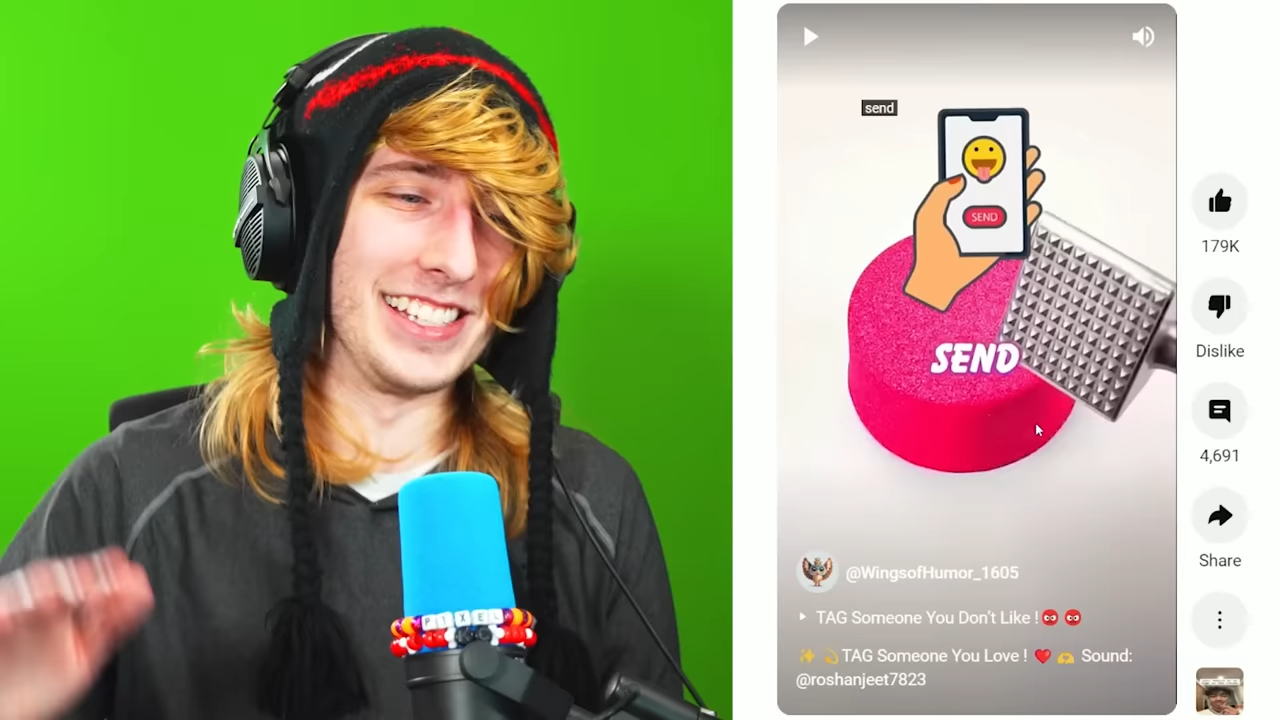 send
SEND
SEND
PIXEL
179K
Dislike
4,691
Share
@WingsofHumor_1605
TAG Someone You Don't Like !
TAG Someone You Love ! Sound:
@roshanjeet7823